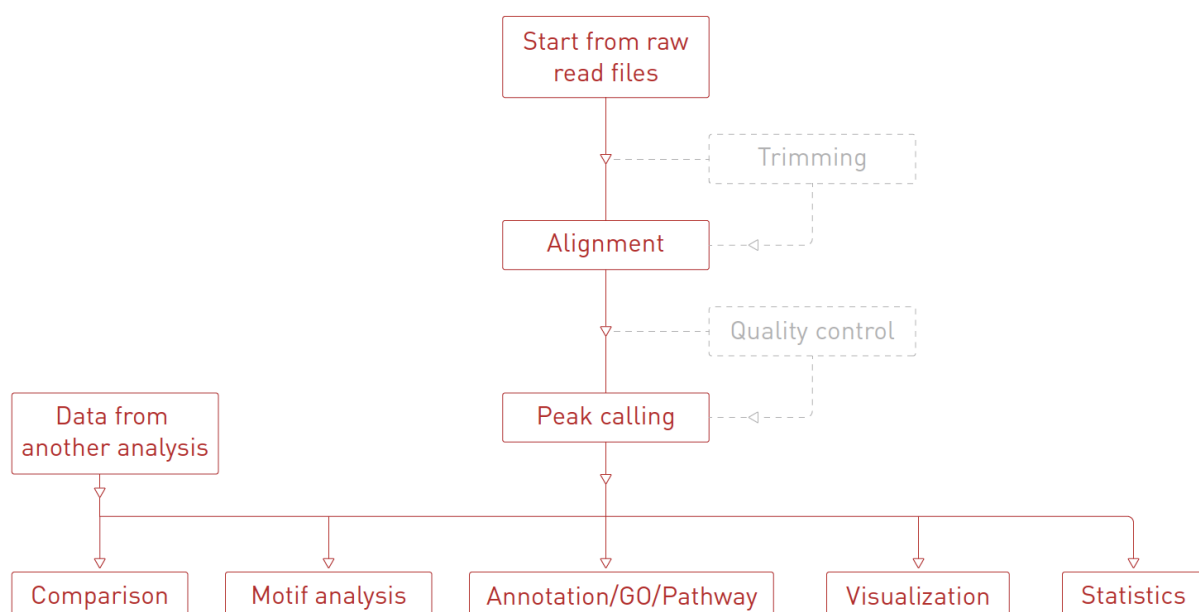 Start from raw
read files
Trimming
Alignment
Quality control
Data from
another analysis
Peak calling
Comparison
Motif analysis
Annotation/GO/Pathway
Visualization
Statistics